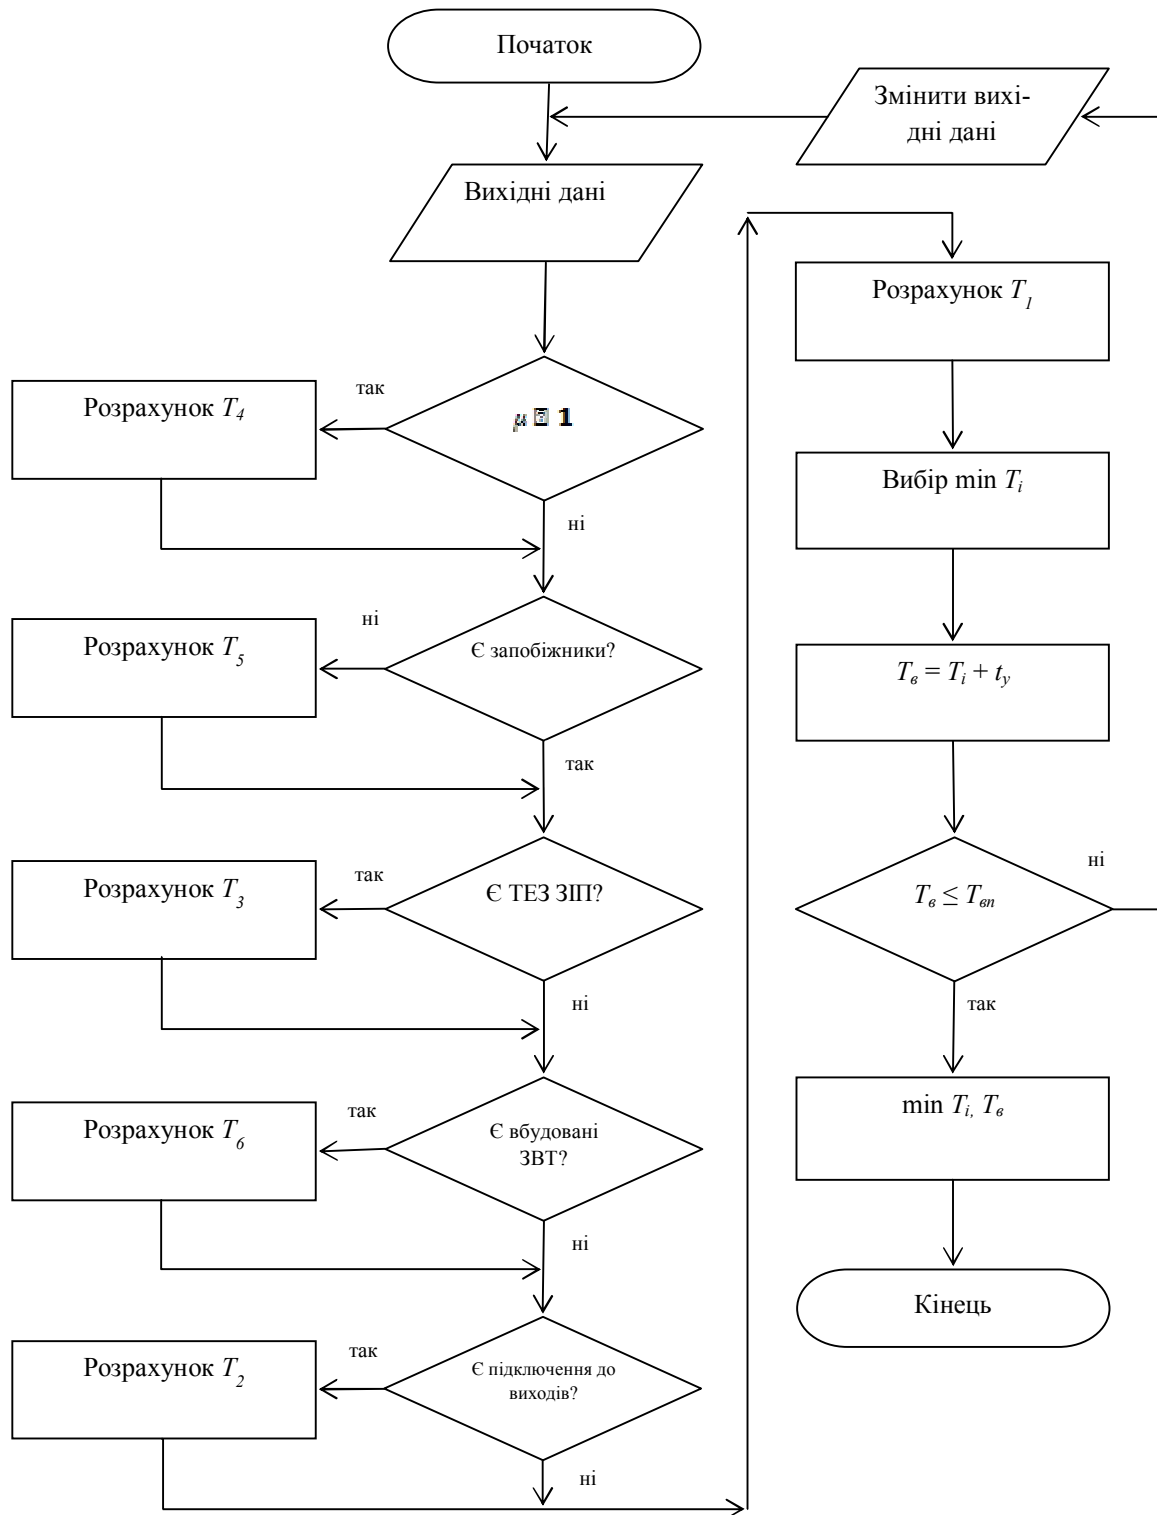 Початок
Змінити вихі-
дні дані
Вихідні дані
Розрахунок T1
так
Розрахунок T4
μ 1
Вибір min Ti
ні
ні
Розрахунок T5
Є запобіжники?
Tв = Ti + tу
так
так
Розрахунок T3
Є ТЕЗ ЗІП?
Tв ≤ Tвп
ні
ні
так
так
Розрахунок T6
Є вбудовані
ЗВТ?
min Ti, Tв
ні
Кінець
так
Розрахунок T2
Є підключення до
виходів?
ні